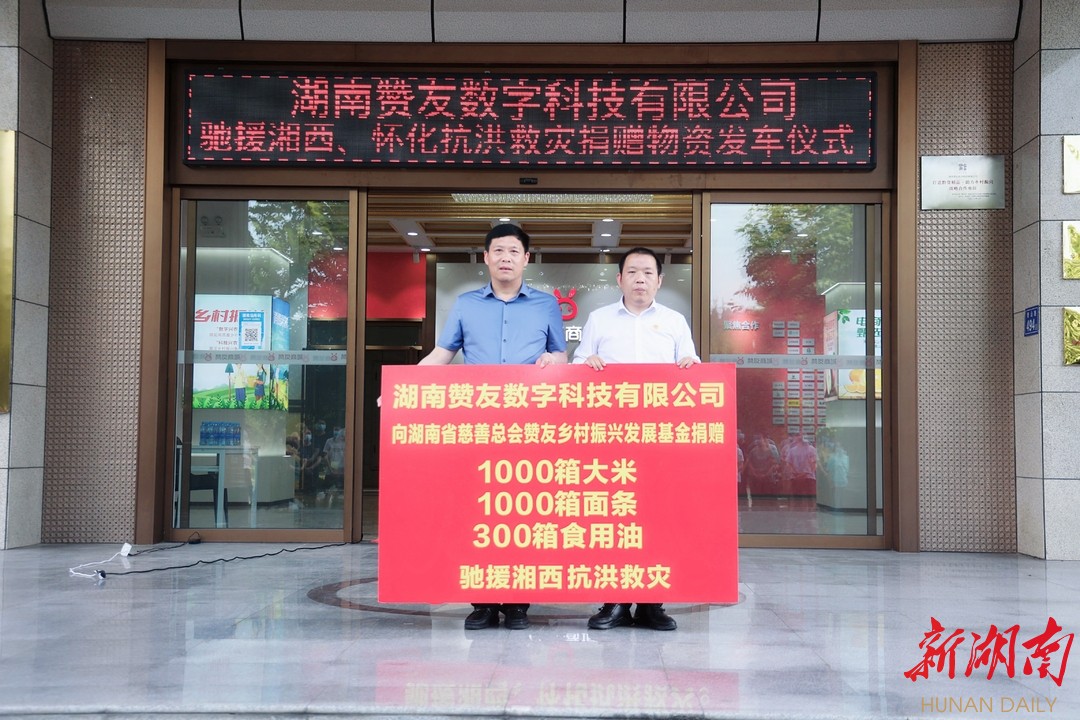 湖南赞友数字科技有限公司
驰援湘西、怀化抗洪救灾捐赠物资发车仪式
乡村振
商
湖南赞友数字科技有限公司
向湖南省慈善总会赞友乡村振兴发展基金捐赠
1000箱大米
1000箱面条
300箱食用油
驰援湘西抗洪救灾
新湖南
HUNAN DAILY